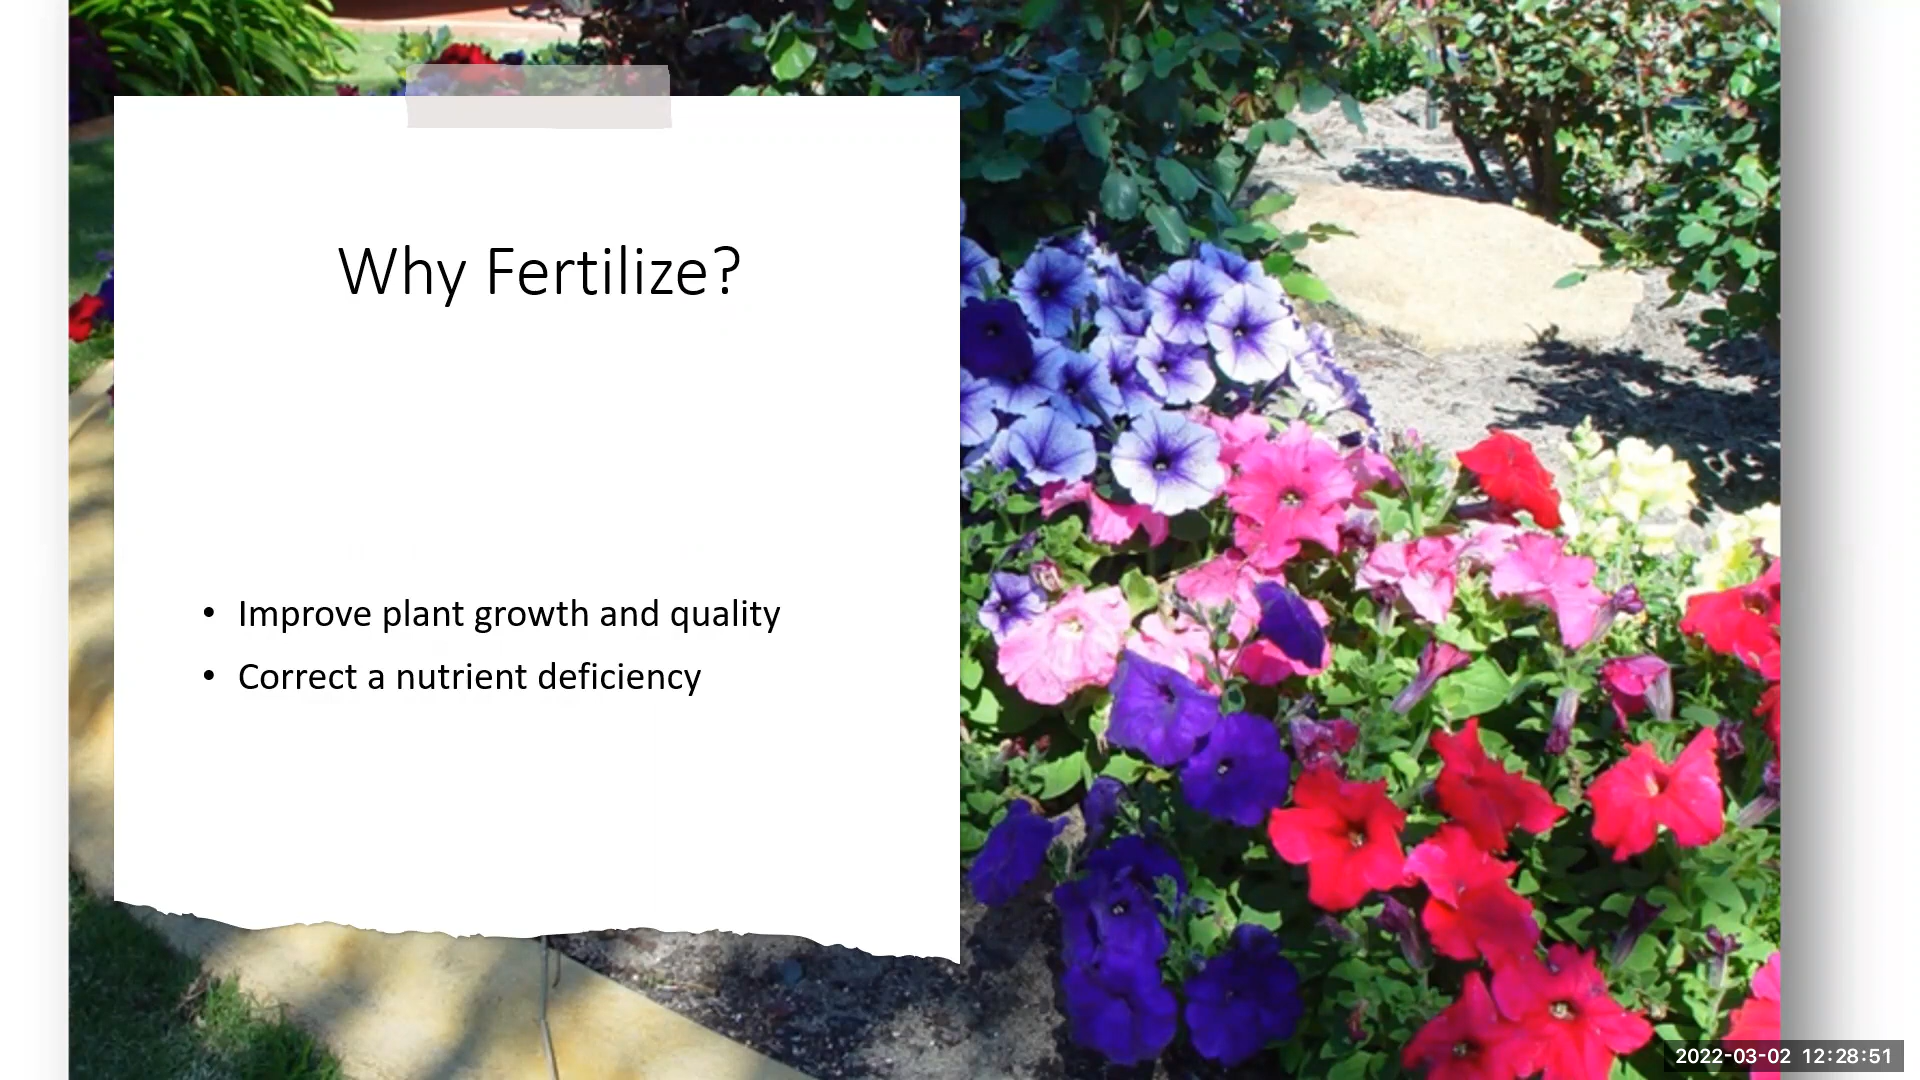 Why Fertilize?
• Improve plant growth and quality
• Correct a nutrient deficiency
2022-03-02 12:28:51